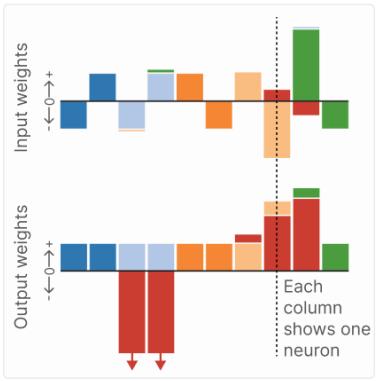 Input weights
-←0→+
Output weights
-←0→+
Each
column
shows one
neuron